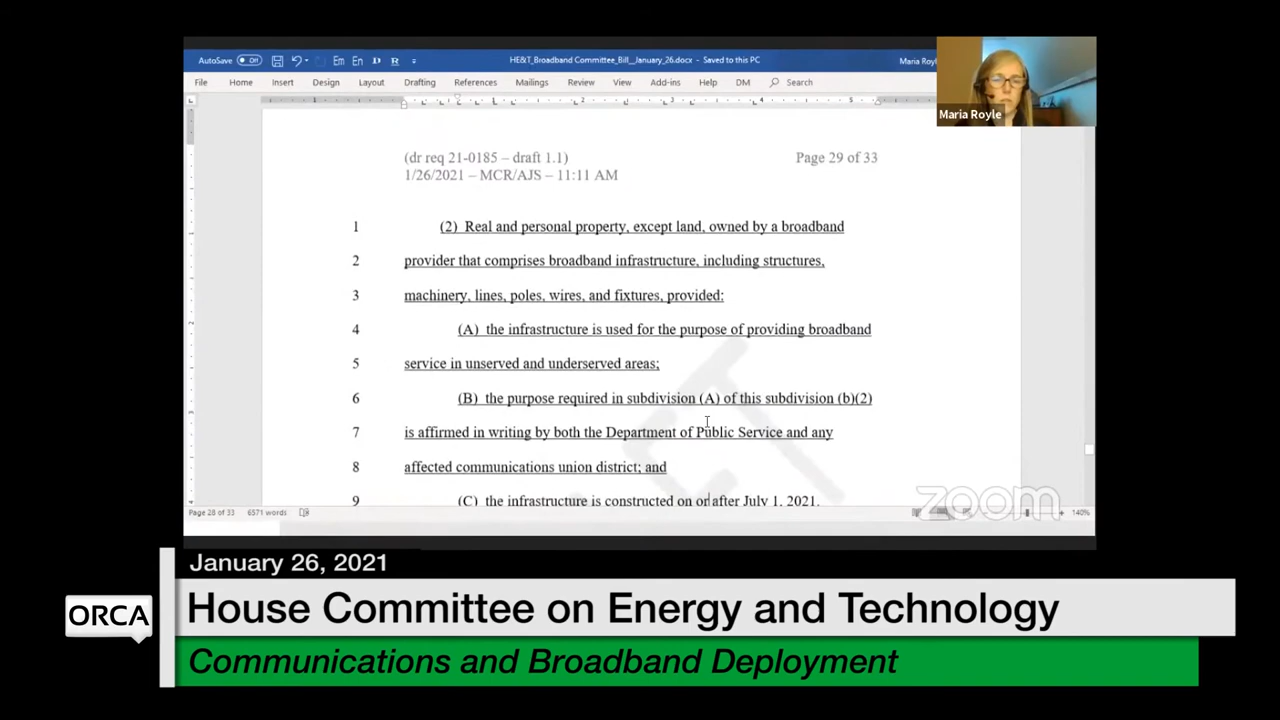 AutoSave Off Em En D R HE&T_Broadband Committee_Bill__January_26.docx - Saved to this PC
File Home Insert Design Layout Drafting References Mailings Review View Add-ins Help DM Search
Maria Royle
(dr req 21-0185 – draft 1.1) Page 29 of 33
1/26/2021 – MCR/AJS – 11:11 AM
1 (2) Real and personal property, except land, owned by a broadband
2 provider that comprises broadband infrastructure, including structures,
3 machinery, lines, poles, wires, and fixtures, provided:
4 (A) the infrastructure is used for the purpose of providing broadband
5 service in unserved and underserved areas;
6 (B) the purpose required in subdivision (A) of this subdivision (b)(2)
7 is affirmed in writing by both the Department of Public Service and any
8 affected communications union district; and
9 (C) the infrastructure is constructed on or after July 1, 2021.
Page 28 of 33 6571 words 140%
zoom
January 26, 2021
ORCA House Committee on Energy and Technology
Communications and Broadband Deployment